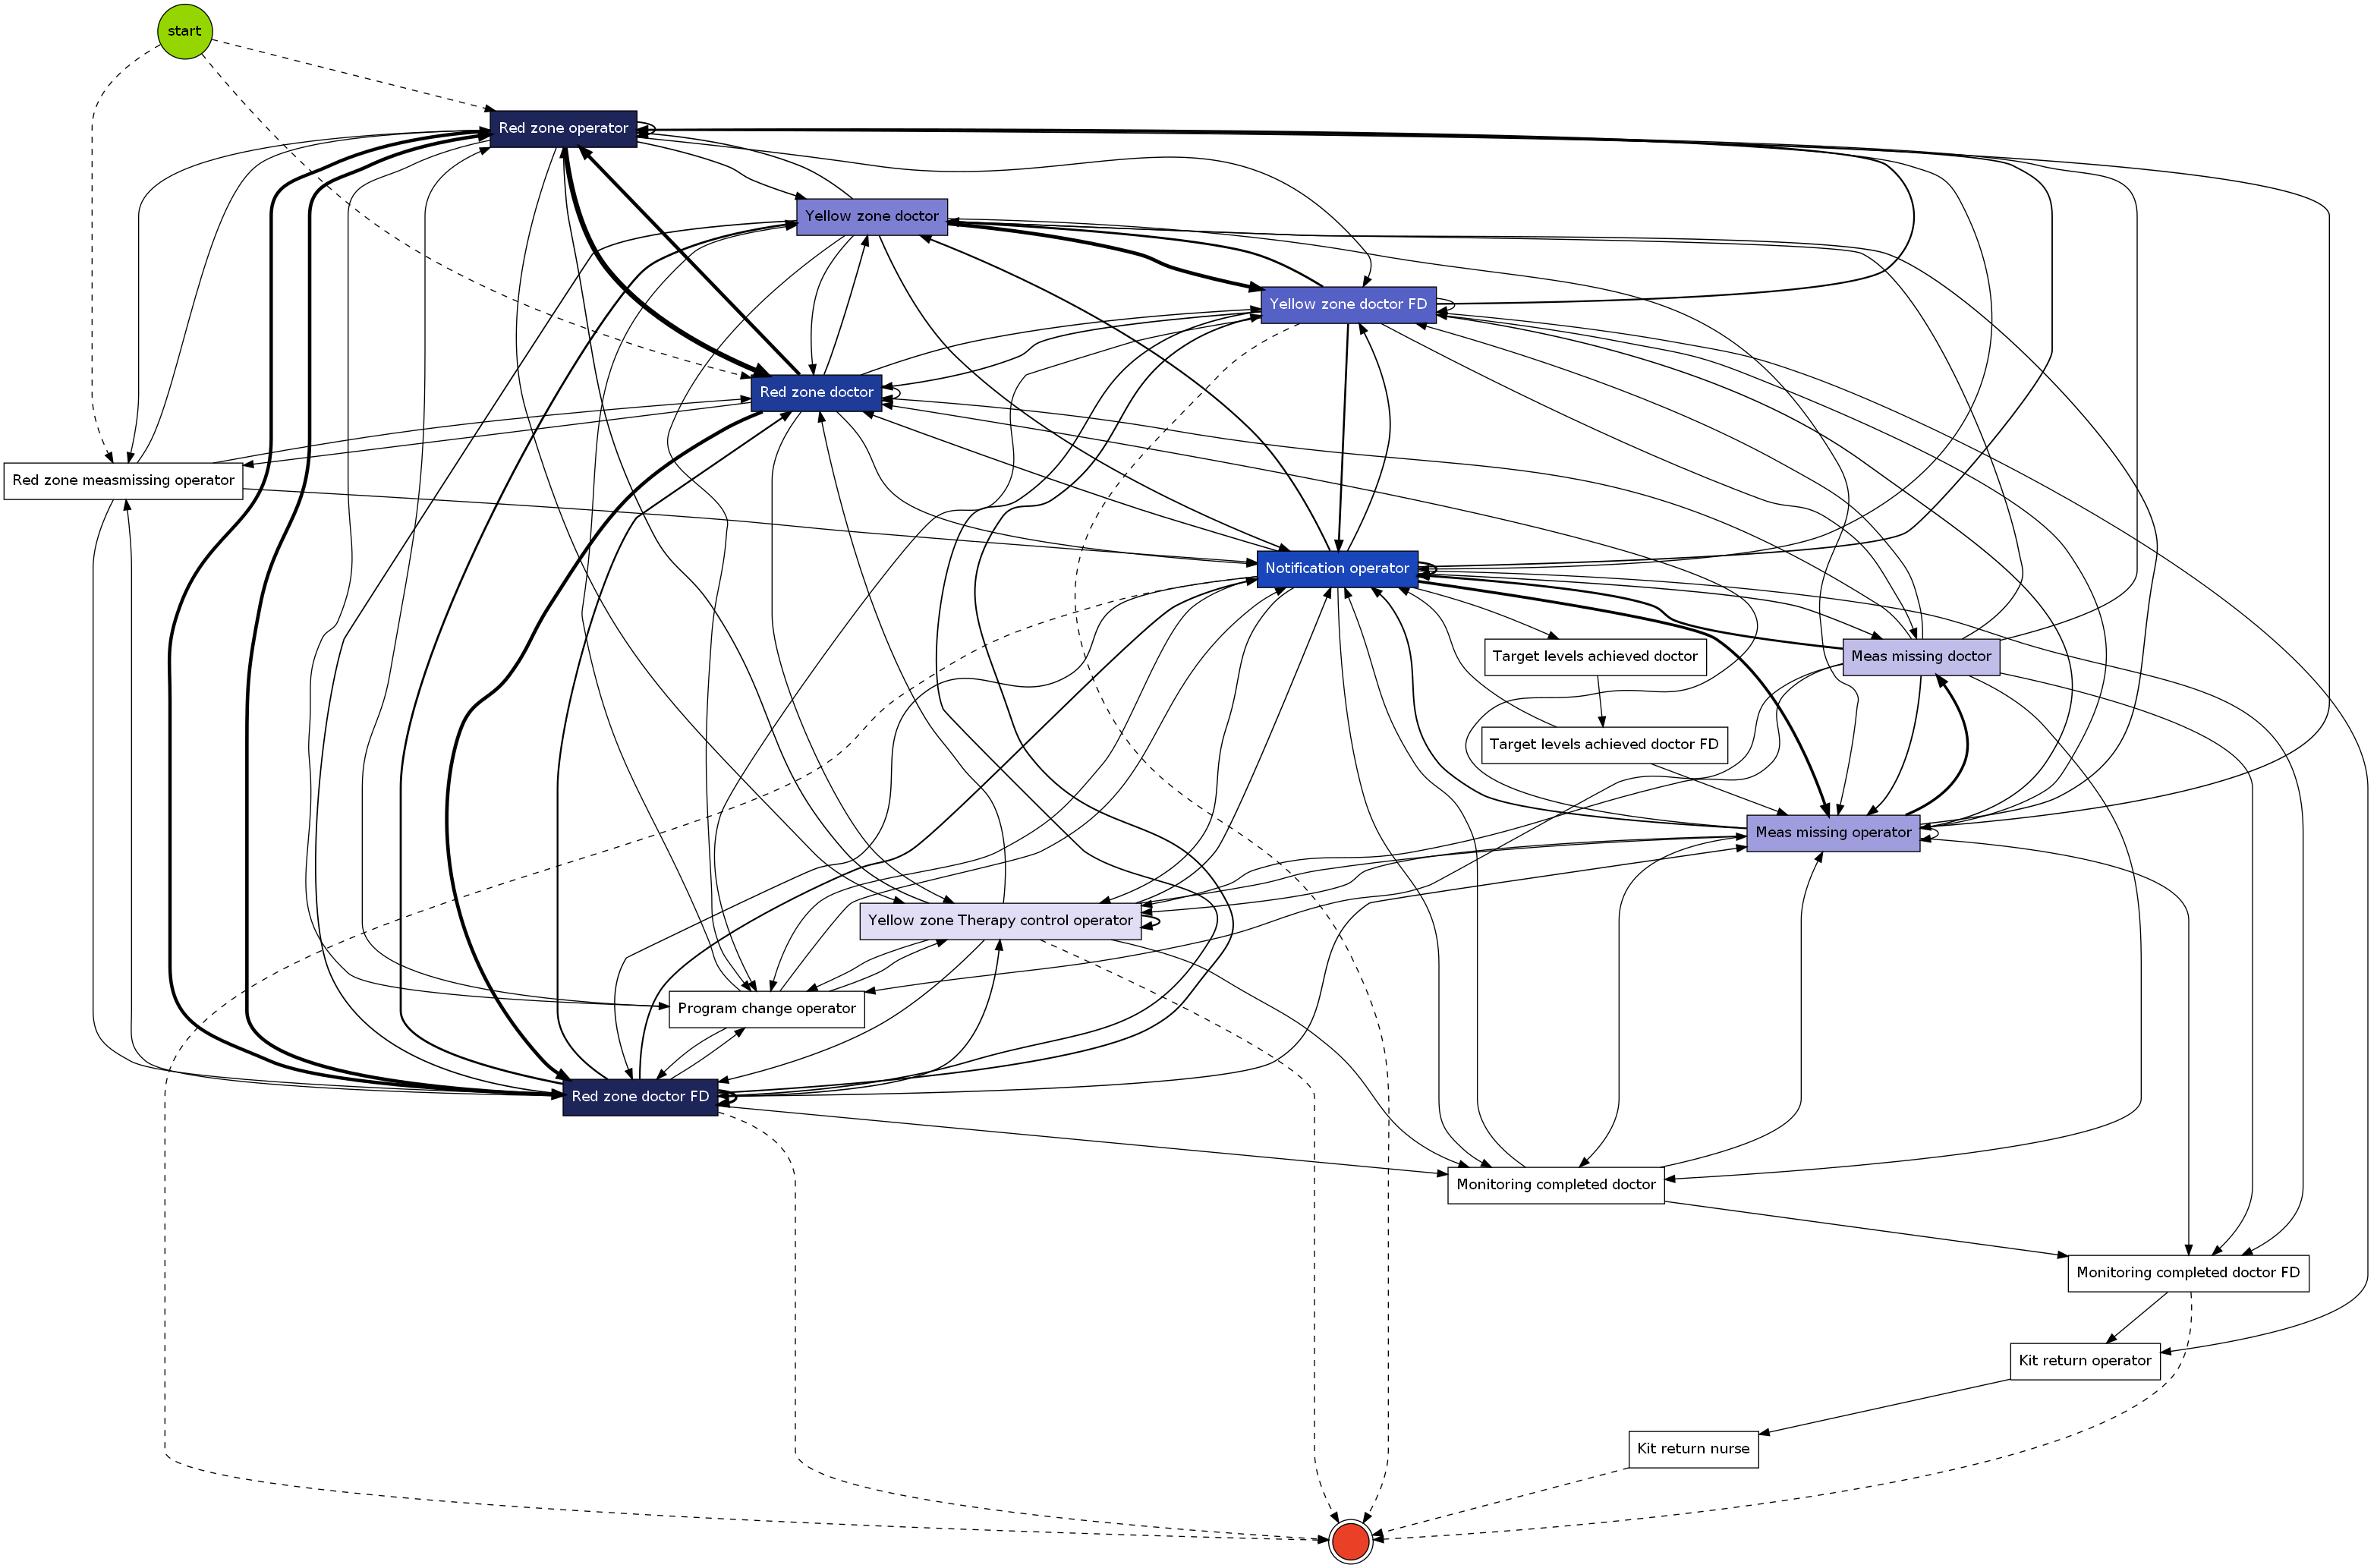 start
Red zone operator
Yellow zone doctor
Yellow zone doctor FD
Red zone doctor
Red zone measmissing operator
Notification operator
Target levels achieved doctor
Meas missing doctor
Target levels achieved doctor FD
Meas missing operator
Yellow zone Therapy control operator
Program change operator
Red zone doctor FD
Monitoring completed doctor
Monitoring completed doctor FD
Kit return operator
Kit return nurse